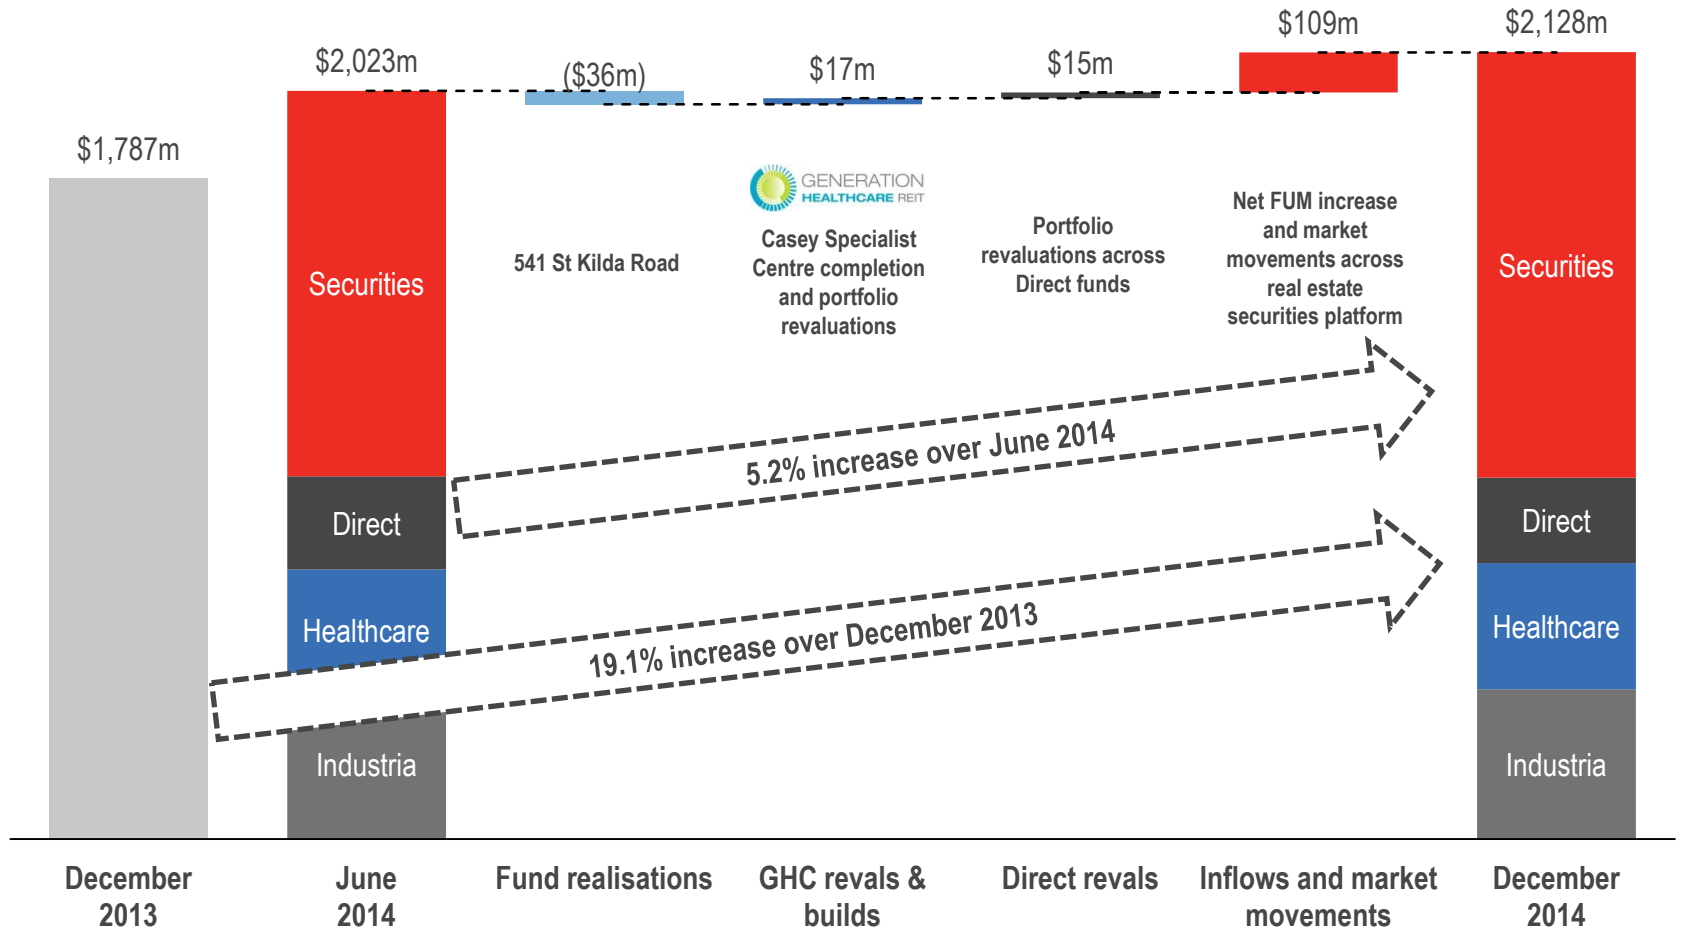 $109m
$2,128m
$2,023m
($36m)
$17m
$15m
$1,787m
GENERATION
HEALTHCARE REIT
Securities
541 St Kilda Road
Casey Specialist
Centre completion
and portfolio
revaluations
Portfolio
revaluations across
Direct funds
Net FUM increase
and market
movements across
real estate
securities platform
Securities
5.2% increase over June 2014
Direct
Direct
Healthcare
19.1% increase over December 2013
Healthcare
Industria
Industria
December
2013
June
2014
Fund realisations
GHC revals &
builds
Direct revals
Inflows and market
movements
December
2014